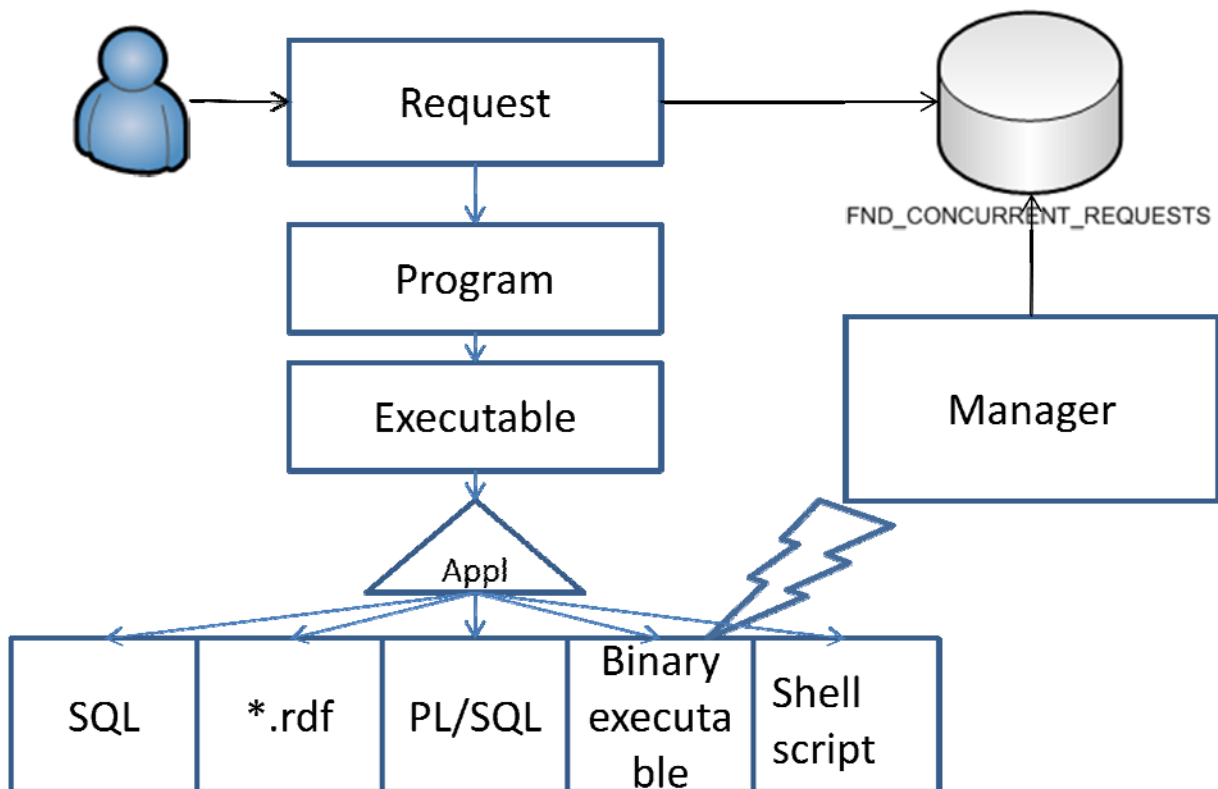 Request
FND_CONCURRENT_REQUESTS
Program
Executable
Manager
Appl
SQL
*.rdf
PL/SQL
Binary
executa
ble
Shell
script